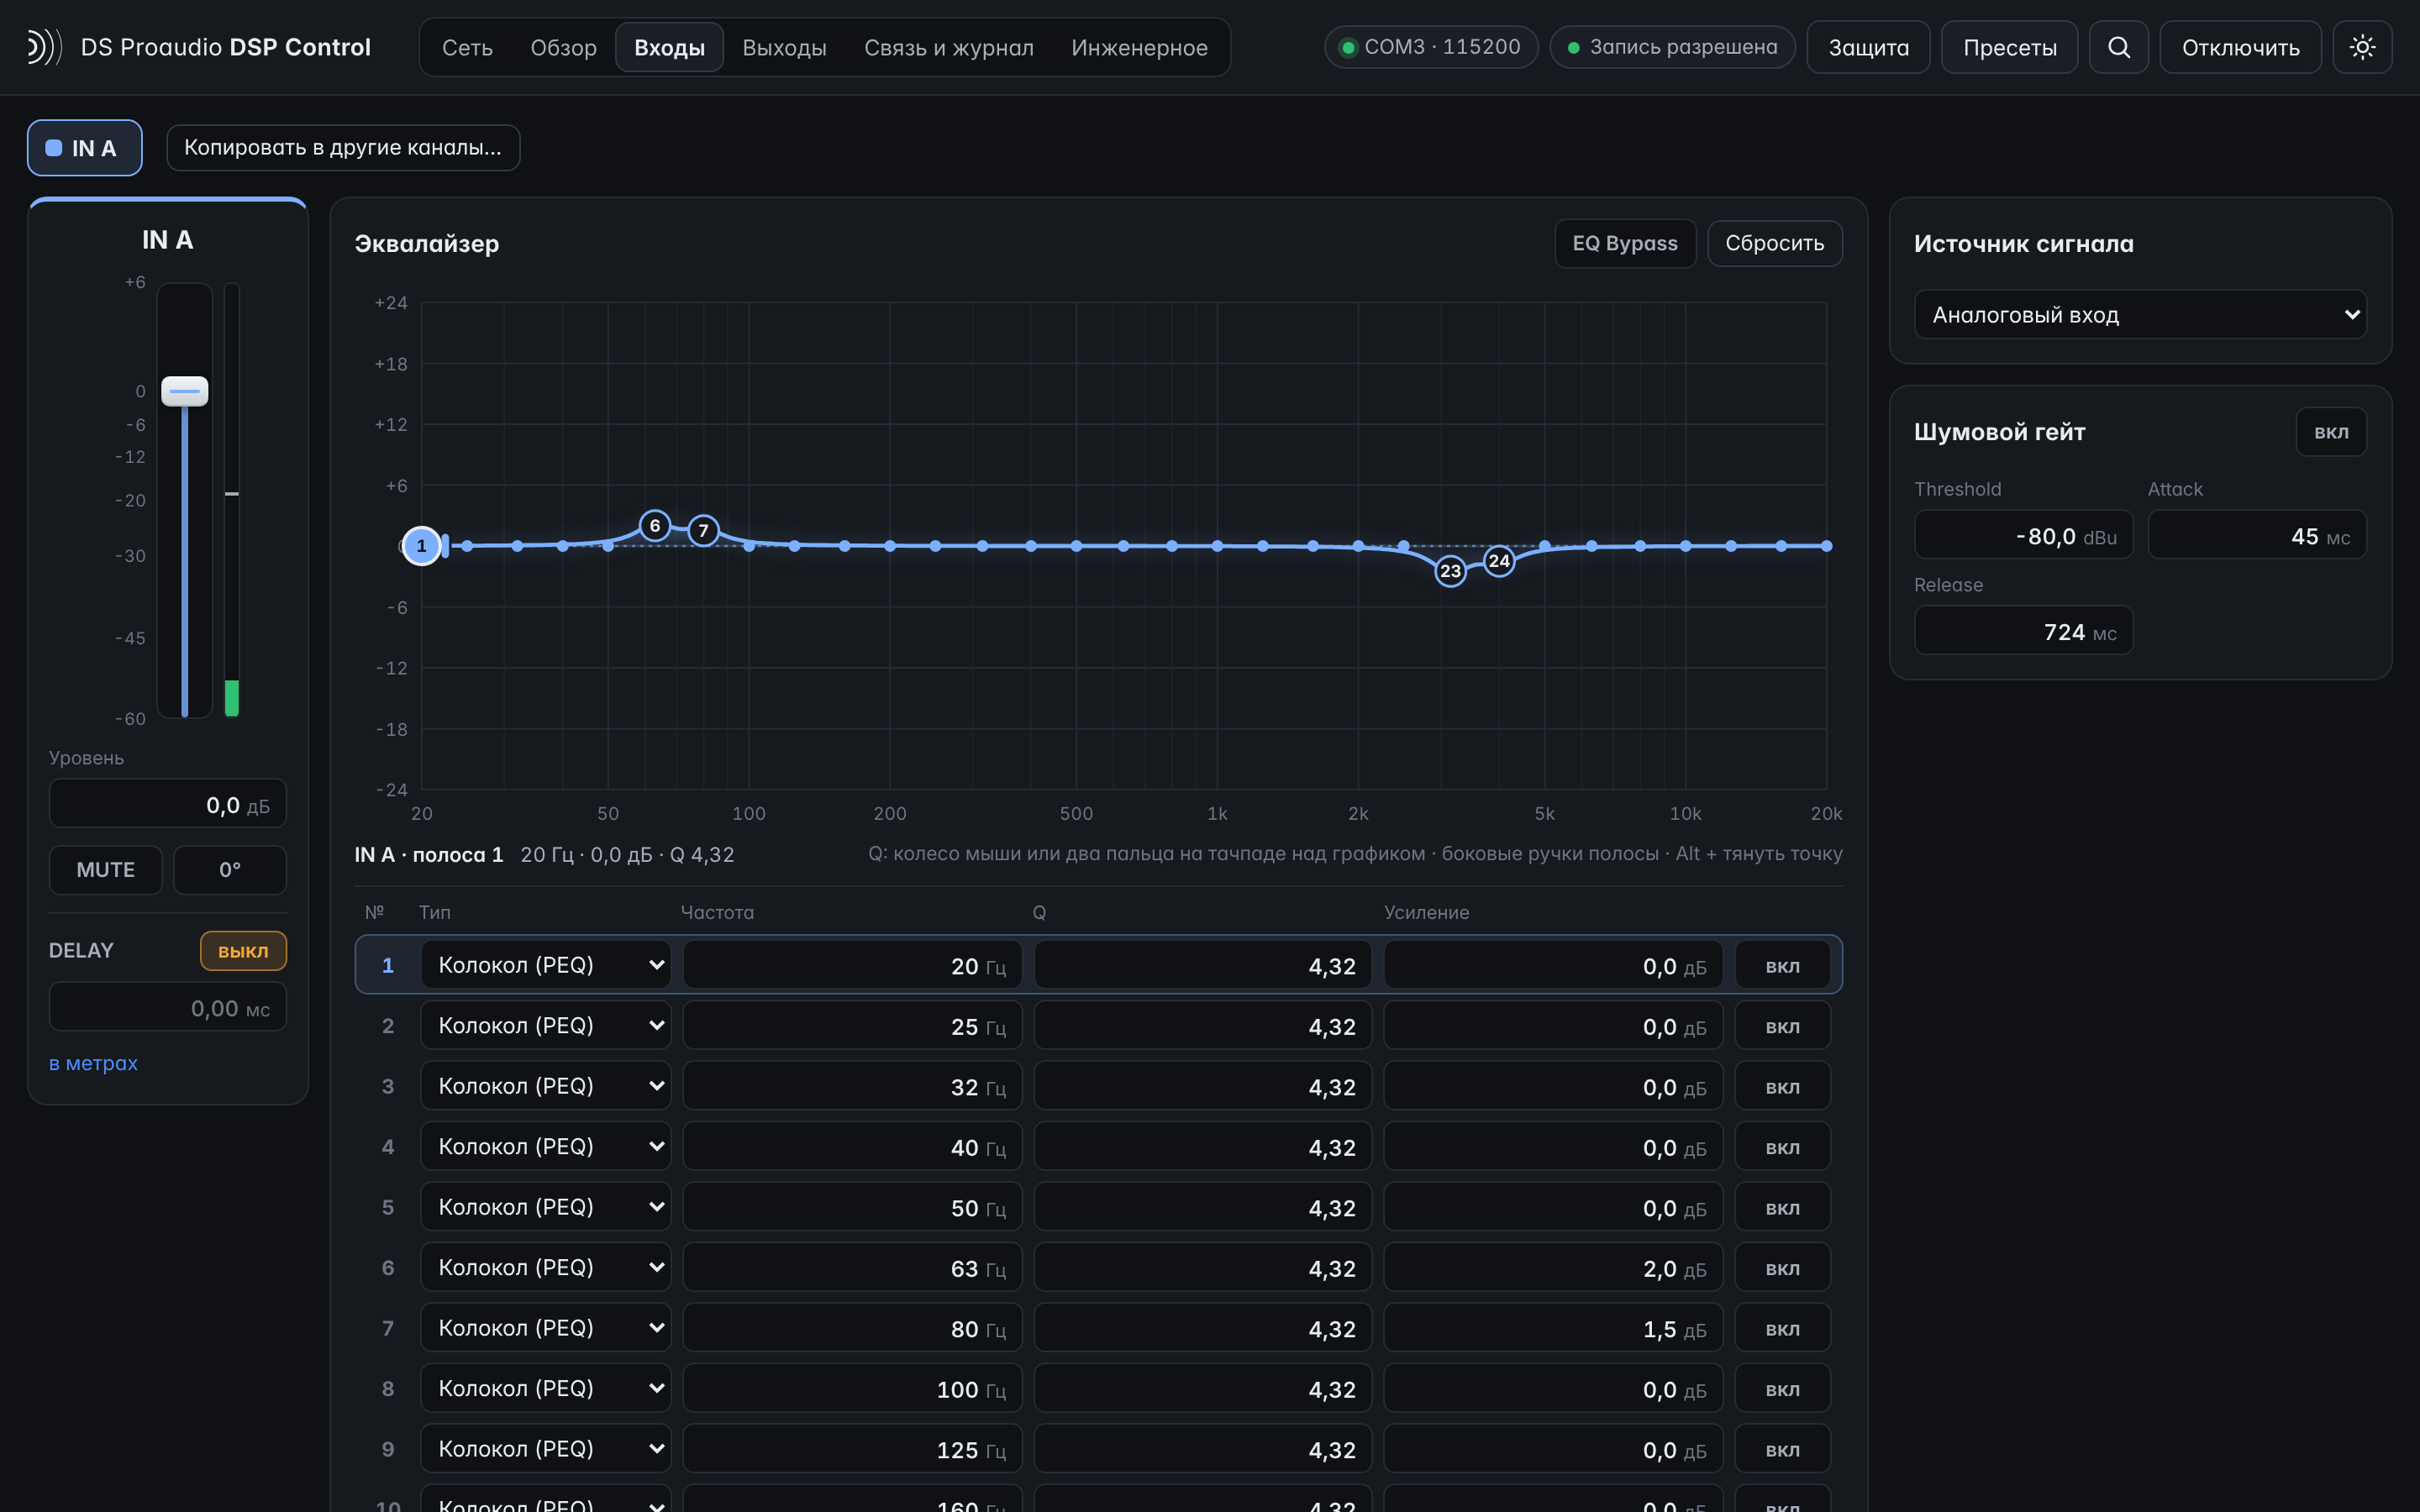 DS Proaudio DSP Control
Сеть Обзор Входы Выходы Связь и журнал Инженерное
COM3 · 115200
Запись разрешена
Защита
Пресеты
Отключить
IN A
Копировать в другие каналы...
IN A
+6
0
-6
-12
-20
-30
-45
-60
Уровень
0,0 дБ
MUTE 0°
DELAY ВЫКЛ
0,00 мс
в метрах
Эквалайзер
EQ Bypass Сбросить
+24
+18
+12
+6
-6
-12
-18
-24
1 6 7 23 24
20 50 100 200 500 1k 2k 5k 10k 20k
IN A · полоса 1 20 Гц · 0,0 дБ · Q 4,32
Q: колесо мыши или два пальца на тачпаде над графиком · боковые ручки полосы · Alt + тянуть точку
№ Тип Частота Q Усиление
1 Колокол (PEQ) 20 Гц 4,32 0,0 дБ ВКЛ
2 Колокол (PEQ) 25 Гц 4,32 0,0 дБ ВКЛ
3 Колокол (PEQ) 32 Гц 4,32 0,0 дБ ВКЛ
4 Колокол (PEQ) 40 Гц 4,32 0,0 дБ ВКЛ
5 Колокол (PEQ) 50 Гц 4,32 0,0 дБ ВКЛ
6 Колокол (PEQ) 63 Гц 4,32 2,0 дБ ВКЛ
7 Колокол (PEQ) 80 Гц 4,32 1,5 дБ ВКЛ
8 Колокол (PEQ) 100 Гц 4,32 0,0 дБ ВКЛ
9 Колокол (PEQ) 125 Гц 4,32 0,0 дБ ВКЛ
10 Колокол (PEQ) 160 Гц 4,32 0,0 дБ ВКЛ
Источник сигнала
Аналоговый вход
Шумовой гейт ВКЛ
Threshold Attack
-80,0 dBu 45 мс
Release
724 мс